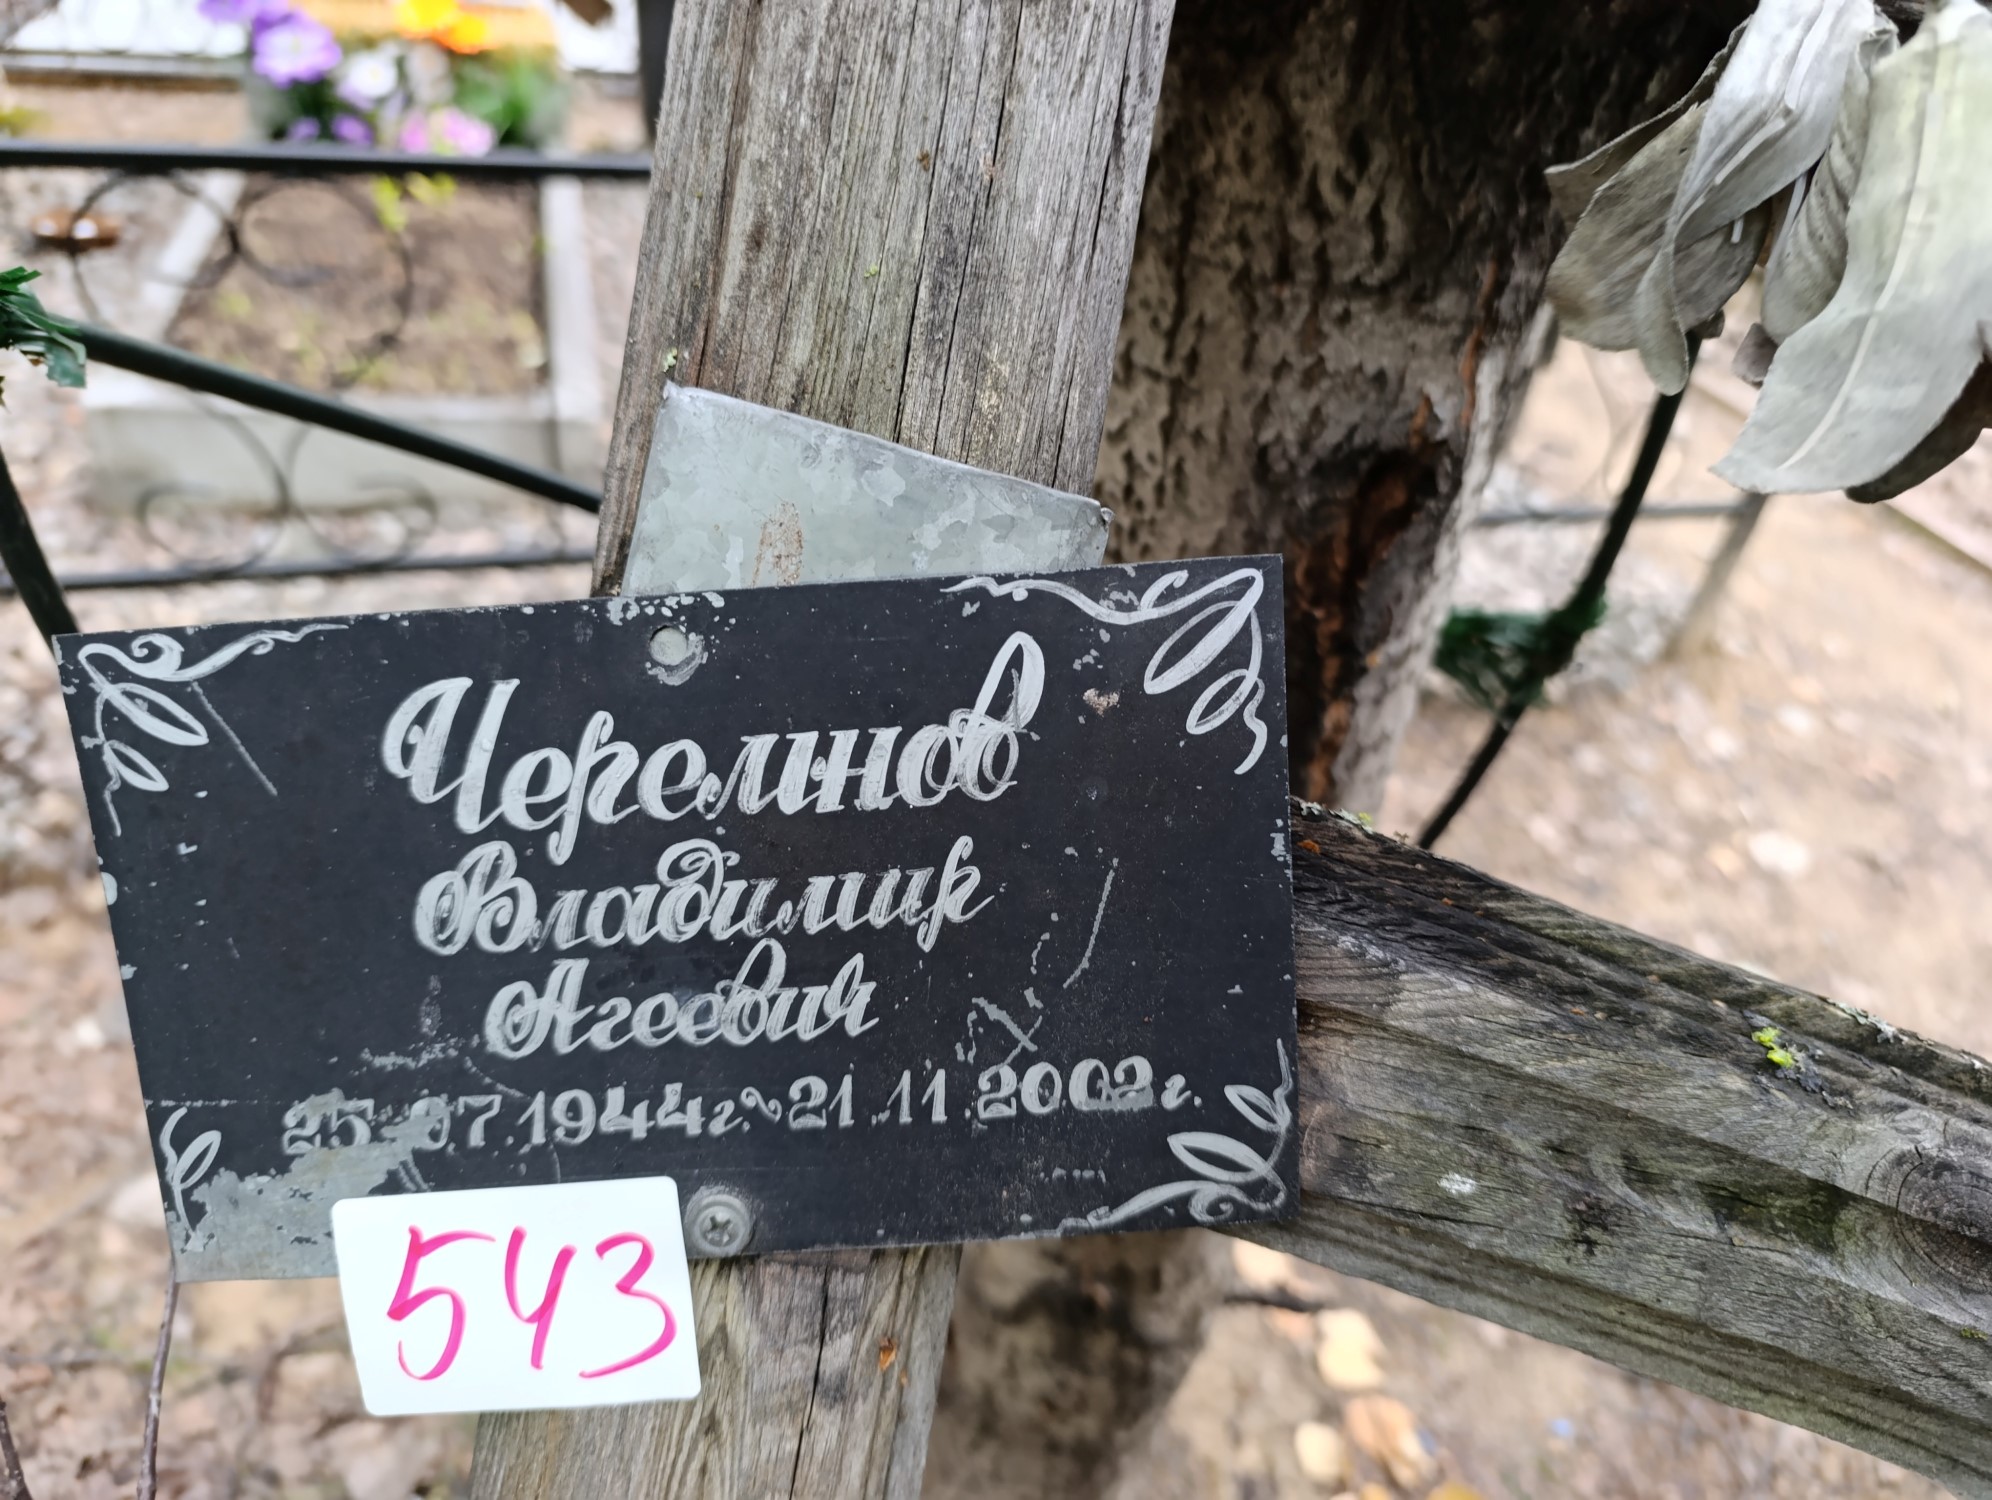 Черемнов
Владимир
Агеевич
25.07.1944г.~21.11.2002г.
543